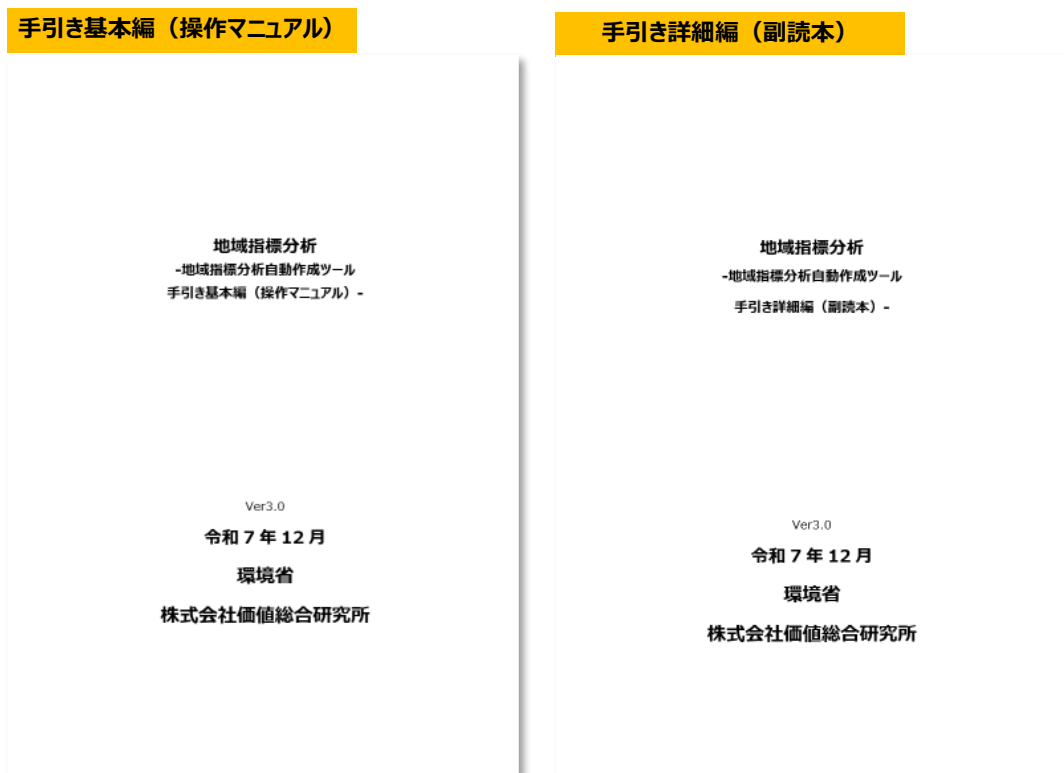 手引き基本編（操作マニュアル）
地域指標分析
-地域指標分析自動作成ツール
手引き基本編（操作マニュアル）-
Ver3.0
令和 7 年 12 月
環境省
株式会社価値総合研究所
手引き詳細編（副読本）
地域指標分析
-地域指標分析自動作成ツール
手引き詳細編（副読本）-
Ver3.0
令和 7 年 12 月
環境省
株式会社価値総合研究所